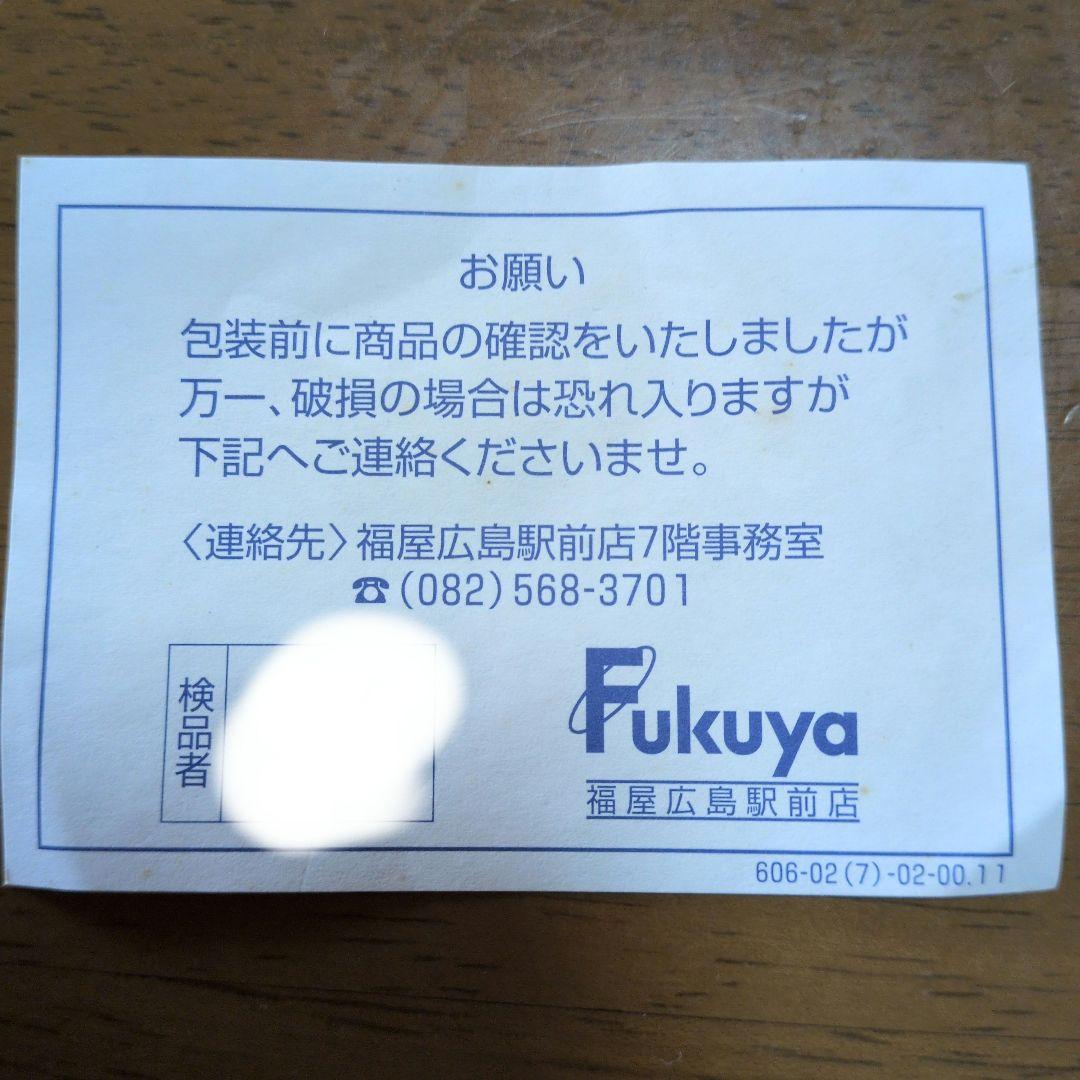 お願い
包装前に商品の確認をいたしましたが
万一、破損の場合は恐れ入りますが
下記へご連絡くださいませ。
〈連絡先〉福屋広島駅前店7階事務室
☎(082)568-3701
検品者
Fukuya
福屋広島駅前店
606-02(7)-02-00.11